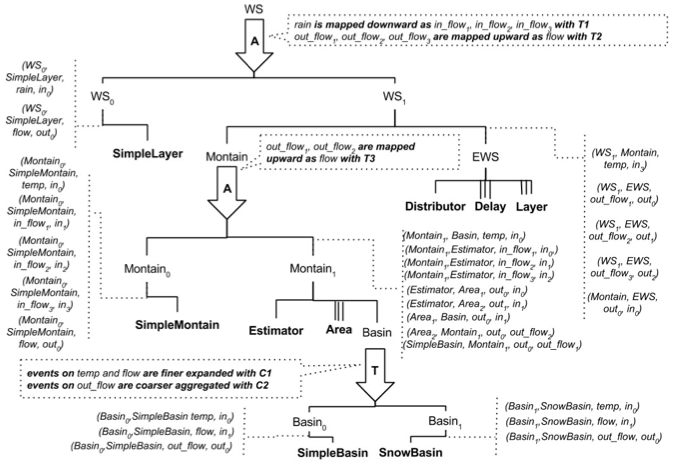 WS
rain is mapped downward as in_flow1, in_flow2, in_flow3 with T1
out_flow1, out_flow2, out_flow3 are mapped upward as flow with T2
A
(WS0,
SimpleLayer,
rain, in0)
(WS0,
SimpleLayer,
flow, out0)
WS0
WS1
SimpleLayer
Montain
out_flow1, out_flow2 are mapped
upward as flow with T3
A
EWS
Distributor Delay Layer
(WS1, Montain,
temp, in3)
(WS1, EWS,
out_flow1, out0)
(WS1, EWS,
out_flow2, out1)
(WS1, EWS,
out_flow3, out2)
(Montain, EWS,
out0, in0)
(Montain0,
SimpleMontain,
temp, in0)
(Montain0,
SimpleMontain,
in_flow1, in1)
(Montain0,
SimpleMontain,
in_flow2, in2)
(Montain0,
SimpleMontain,
in_flow3, in3)
(Montain0,
SimpleMontain,
flow, out0)
Montain0
Montain1
SimpleMontain
Estimator Area Basin
(Montain1, Basin, temp, in0)
(Montain1,Estimator, in_flow1, in0)
(Montain1,Estimator, in_flow2, in1)
(Montain1,Estimator, in_flow3, in2)
(Estimator, Area1, out0, in0)
(Estimator, Area2, out1, in1)
(Area1, Basin, out0, in1)
(Area2, Montain1, out0, out_flow2)
(SimpleBasin, Montain1, out0, out_flow1)
events on temp and flow are finer expanded with C1
events on out_flow are coarser aggregated with C2
T
(Basin0,SimpleBasin temp, in0)
(Basin0,SimpleBasin, flow, in1)
(Basin0,SimpleBasin, out_flow, out0)
Basin0
Basin1
SimpleBasin SnowBasin
(Basin1,SnowBasin, temp, in0)
(Basin1,SnowBasin, flow, in1)
(Basin1,SnowBasin, out_flow, out0)